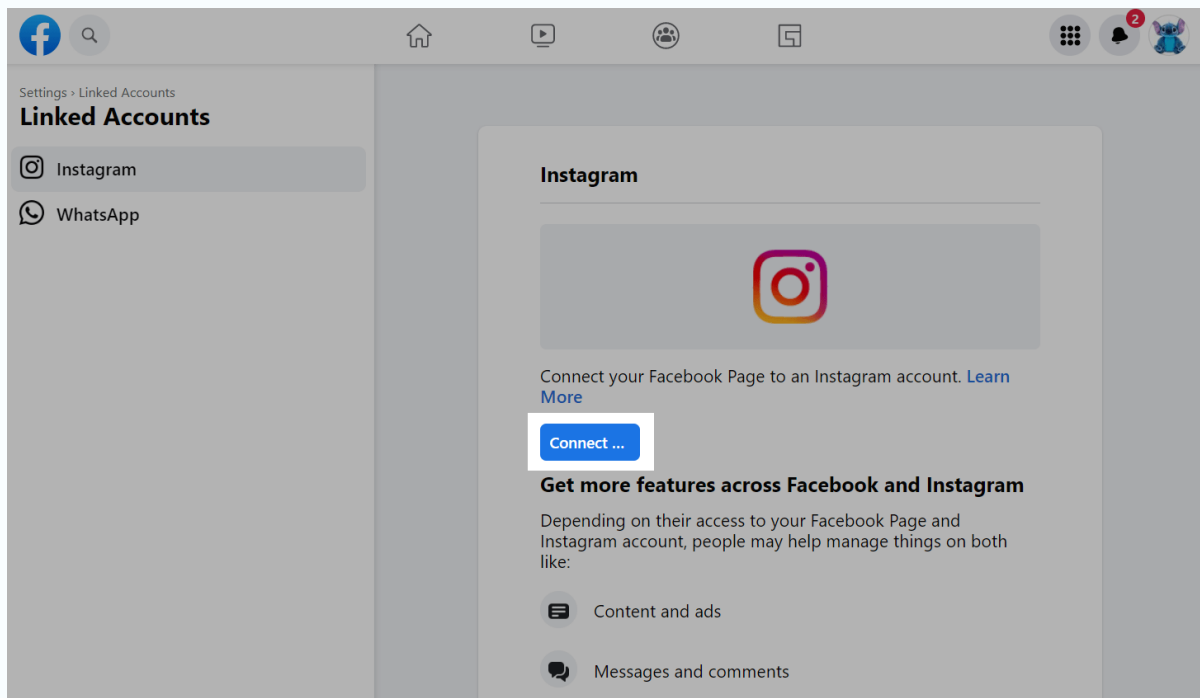 2
Settings › Linked Accounts
Linked Accounts
Instagram
WhatsApp
Instagram
Connect your Facebook Page to an Instagram account. Learn
More
Connect ...
Get more features across Facebook and Instagram
Depending on their access to your Facebook Page and
Instagram account, people may help manage things on both
like:
Content and ads
Messages and comments